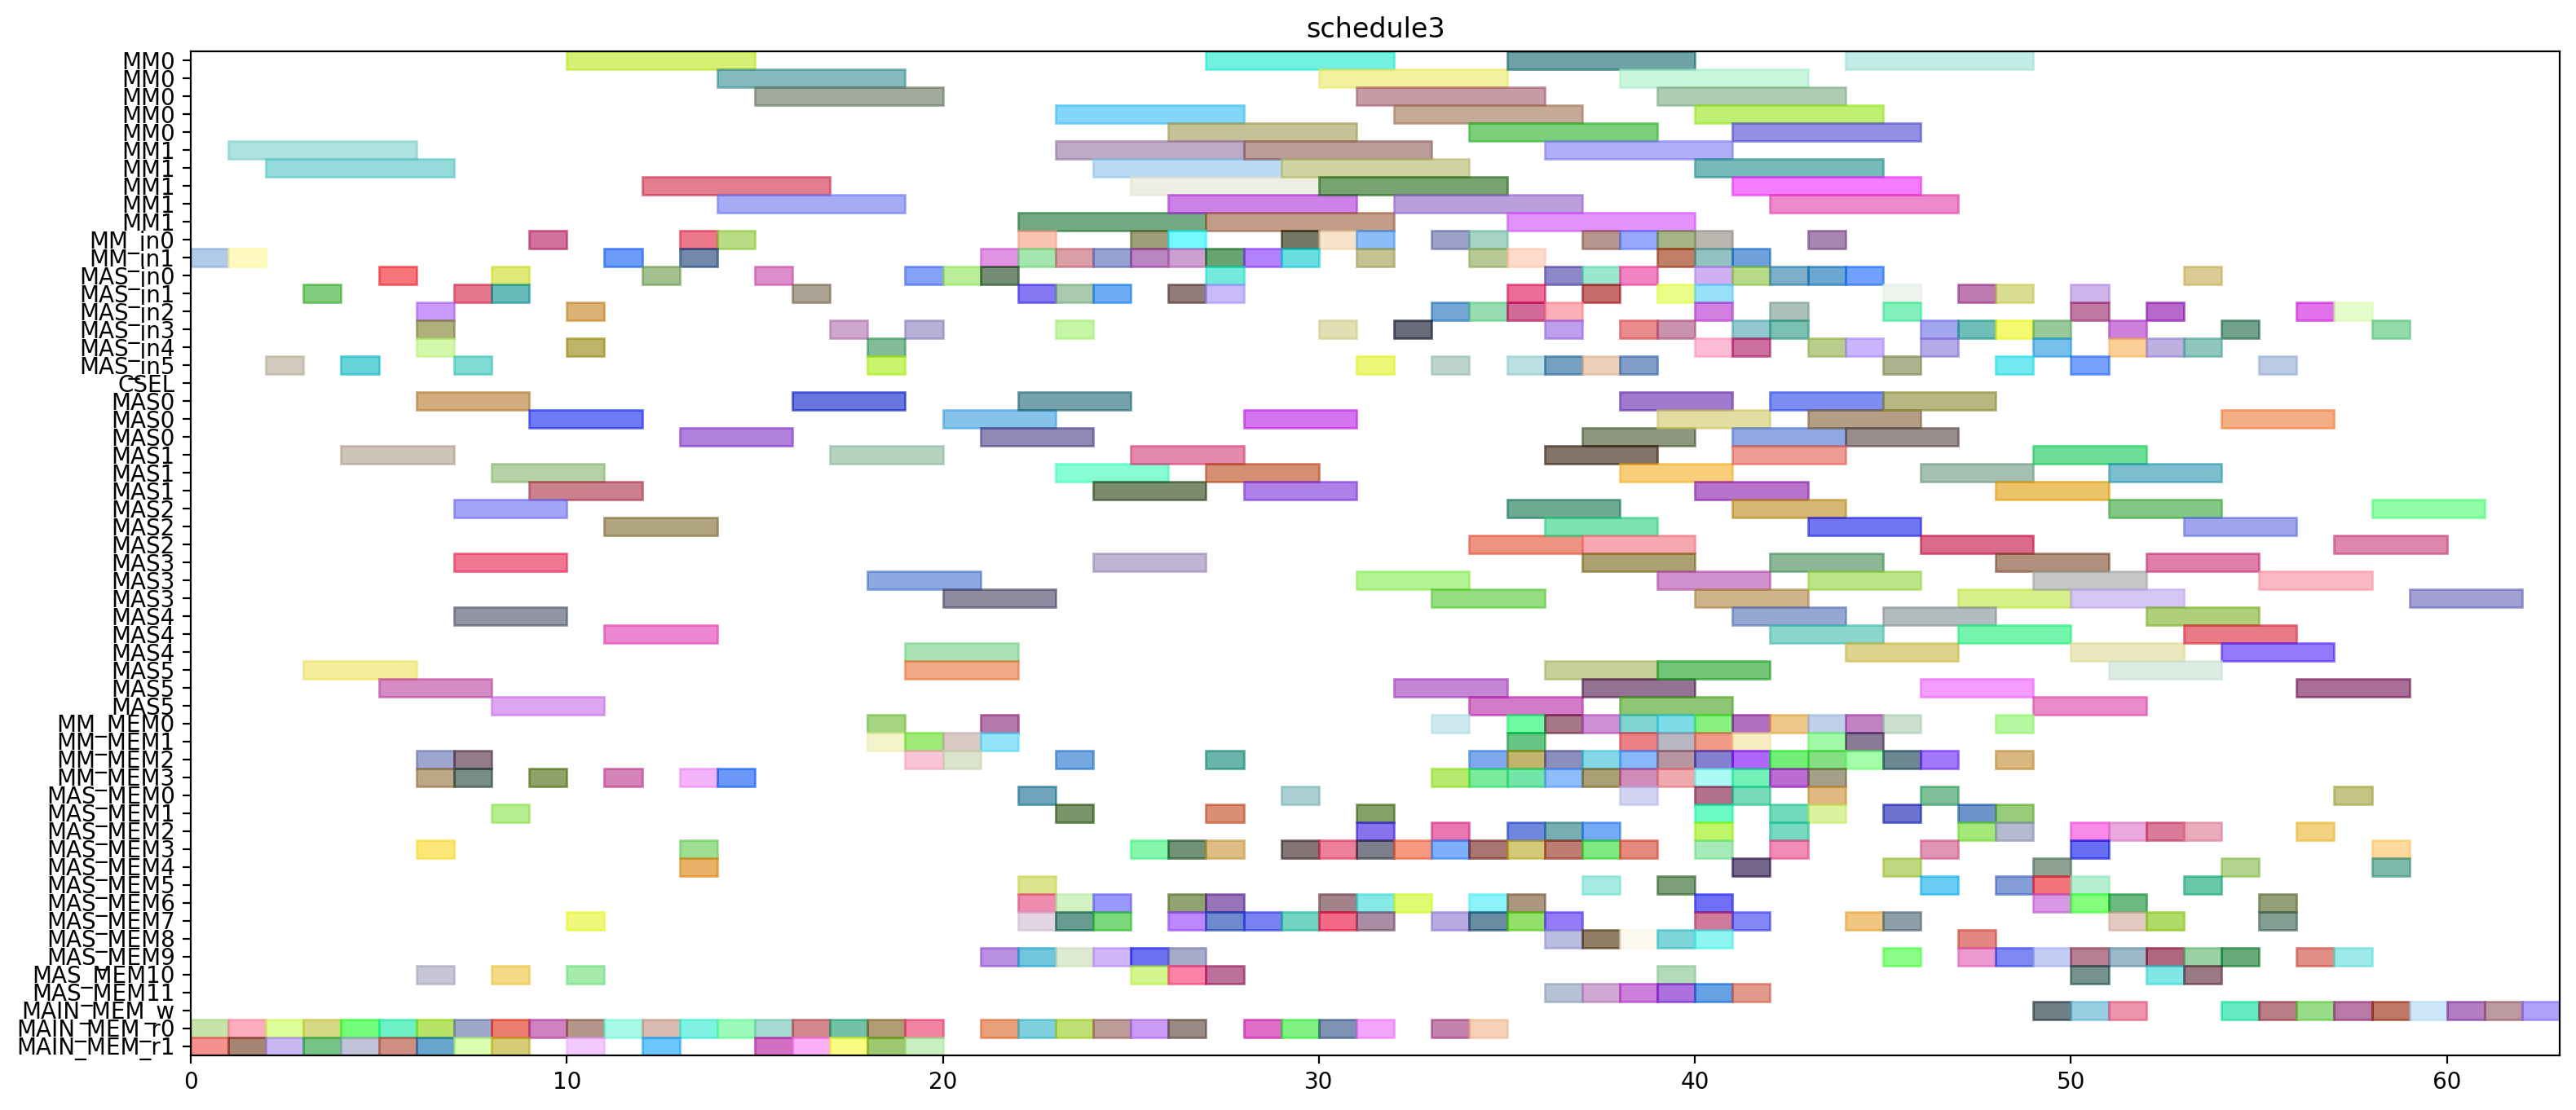 schedule3
MM0
MM0
MM0
MM0
MM0
MM1
MM1
MM1
MM1
MM1
MM_in0
MM_in1
MAS_in0
MAS_in1
MAS_in2
MAS_in3
MAS_in4
MAS_in5
CSEL
MAS0
MAS0
MAS0
MAS1
MAS1
MAS1
MAS2
MAS2
MAS2
MAS3
MAS3
MAS3
MAS4
MAS4
MAS4
MAS5
MAS5
MAS5
MM_MEM0
MM_MEM1
MM_MEM2
MM_MEM3
MAS_MEM0
MAS_MEM1
MAS_MEM2
MAS_MEM3
MAS_MEM4
MAS_MEM5
MAS_MEM6
MAS_MEM7
MAS_MEM8
MAS_MEM9
MAS_MEM10
MAS_MEM11
MAIN_MEM_w
MAIN_MEM_r0
MAIN_MEM_r1
0 10 20 30 40 50 60